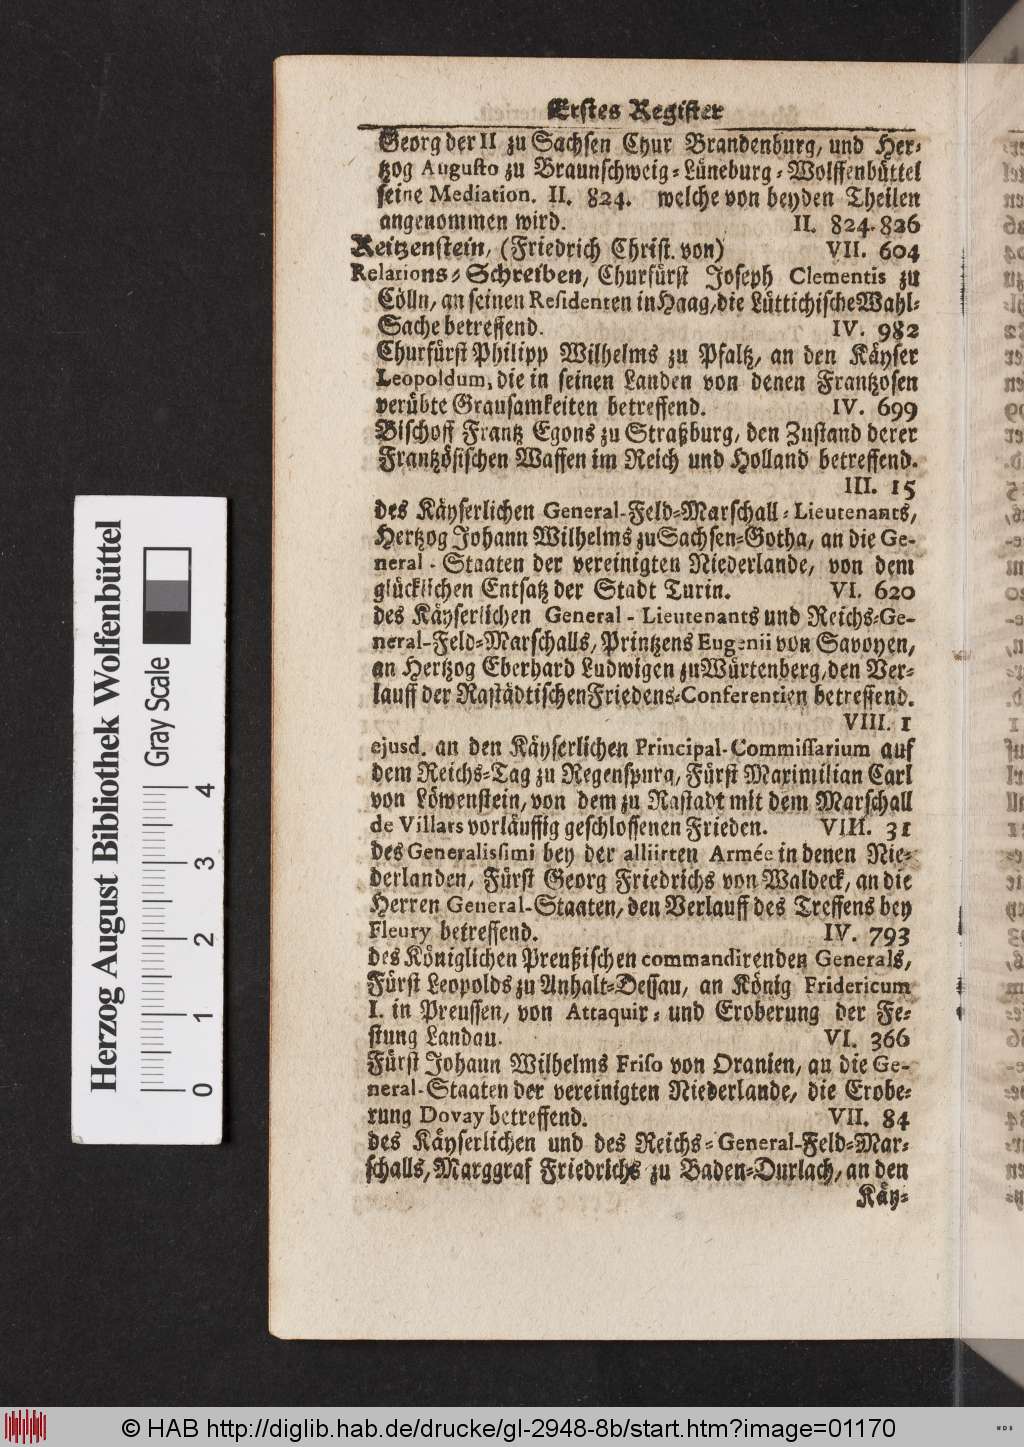 Erstes Register
Georg der II zu Sachsen Chur Brandenburg, und Her-
tzog Augusto zu Braunschweig-Lüneburg-Wolffenbüttel
seine Mediation. II. 824. welche von beyden Theilen
angenommen wird. II. 824. 826
Reitzenstein, (Friedrich Christ. von) VII. 604
Relations-Schreiben, Churfürst Joseph Clementis zu
Cölln, an seinen Residenten in Haag, die Lüttichische Wahl-
Sache betreffend. IV. 982
Churfürst Philipp Wilhelms zu Pfaltz, an den Käyser
Leopoldum, die in seinen Landen von denen Frantzosen
verübte Grausamkeiten betreffend. IV. 699
Bischoff Frantz Egons zu Straßburg, den Zustand derer
Frantzösischen Waffen im Reich und Holland betreffend.
III. 15
des Käyserlichen General-Feld-Marschall-Lieutenants,
Hertzog Johann Wilhelms zu Sachsen-Gotha, an die Ge-
neral-Staaten der vereinigten Niederlande, von dem
glücklichen Entsatz der Stadt Turin. VI. 620
des Käyserlichen General-Lieutenants und Reichs-Ge-
neral-Feld-Marschalls, Printzens Eugenii von Savoyen,
an Hertzog Eberhard Ludwigen zu Würtenberg, den Ver-
lauff der Rastädtischen Friedens-Conferentien betreffend.
VIII. 1
ejusd. an den Käyserlichen Principal-Commissarium auf
dem Reichs-Tag zu Regenspurg, Fürst Maximilian Carl
von Löwenstein, von dem zu Rastadt mit dem Marschall
de Villars vorläuffig geschlossenen Frieden. VIII. 31
des Generalissimi bey der alliirten Armée in denen Nie-
derlanden, Fürst Georg Friedrichs von Waldeck, an die
Herren General-Staaten, den Verlauff des Treffens bey
Fleury betreffend. IV. 793
des Königlichen Preußischen commandirenden Generals,
Fürst Leopolds zu Anhalt-Dessau, an König Fridericum
I. in Preussen, von Attaquir- und Eroberung der Fe-
stung Landau. VI. 366
Fürst Johann Wilhelms Friso von Oranien, an die Ge-
neral-Staaten der vereinigten Niederlande, die Erobe-
rung Dovay betreffend. VII. 84
des Käyserlichen und des Reichs-General-Feld-Mar-
schalls, Marggraf Friedrichs zu Baden-Durlach, an den
Käy-
Herzog August Bibliothek Wolfenbüttel
Gray Scale
0 1 2 3 4
© HAB http://diglib.hab.de/drucke/gl-2948-8b/start.htm?image=01170